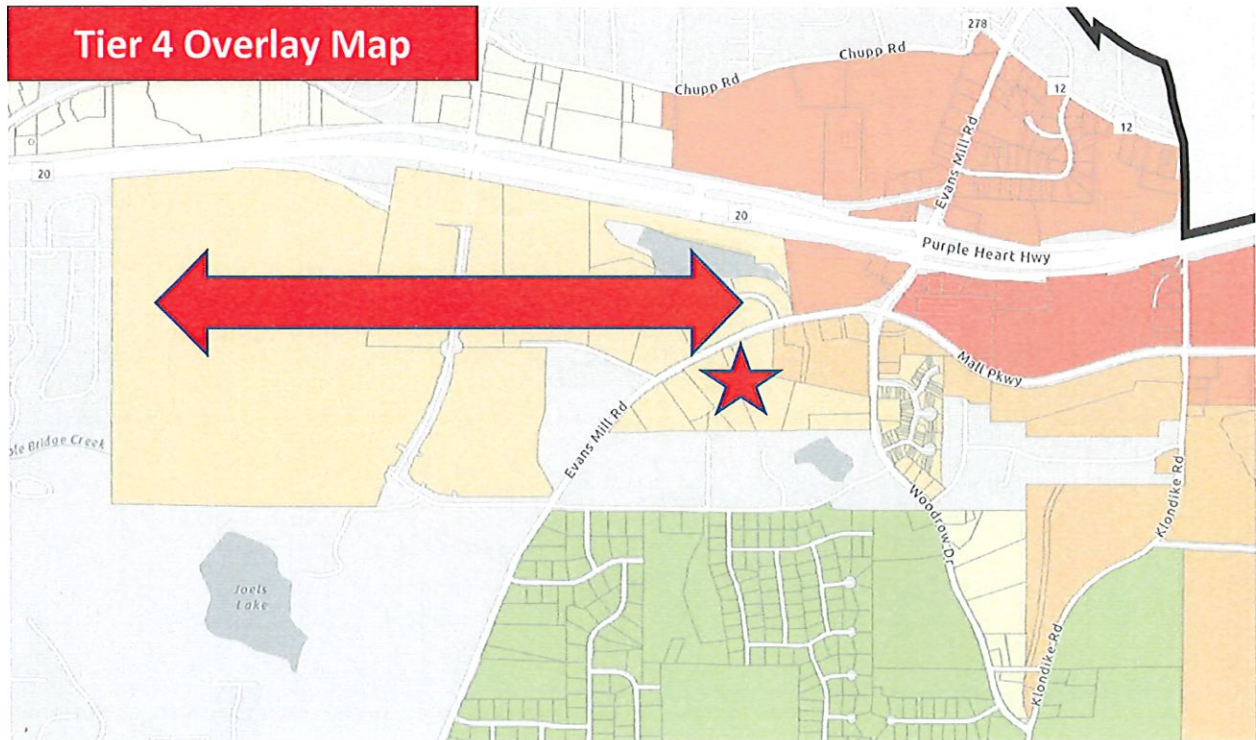 Tier 4 Overlay Map
278
Chupp Rd
Chupp Rd
12
12
20
Evans Mill Rd
20
Purple Heart Hwy
Mall Pkwy
Evans Mill Rd
ole Bridge Creek
Woodrow Dr
Klondike Rd
Joels
Lake
Klondike Rd